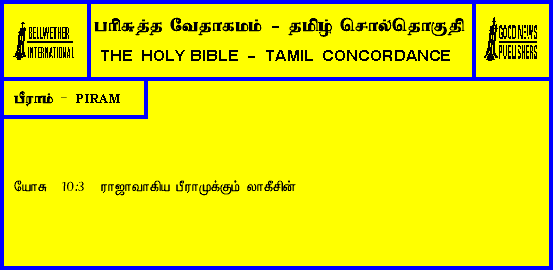 BELLWETHER
INTERNATIONAL
பரிசுத்த வேதாகமம் - தமிழ் சொல்தொகுதி
THE HOLY BIBLE - TAMIL CONCORDANCE
GOOD NEWS
PUBLISHERS
பீராம் - PIRAM
யோசு 10:3 ராஜாவாகிய பீராமுக்கும் லாகீசின்